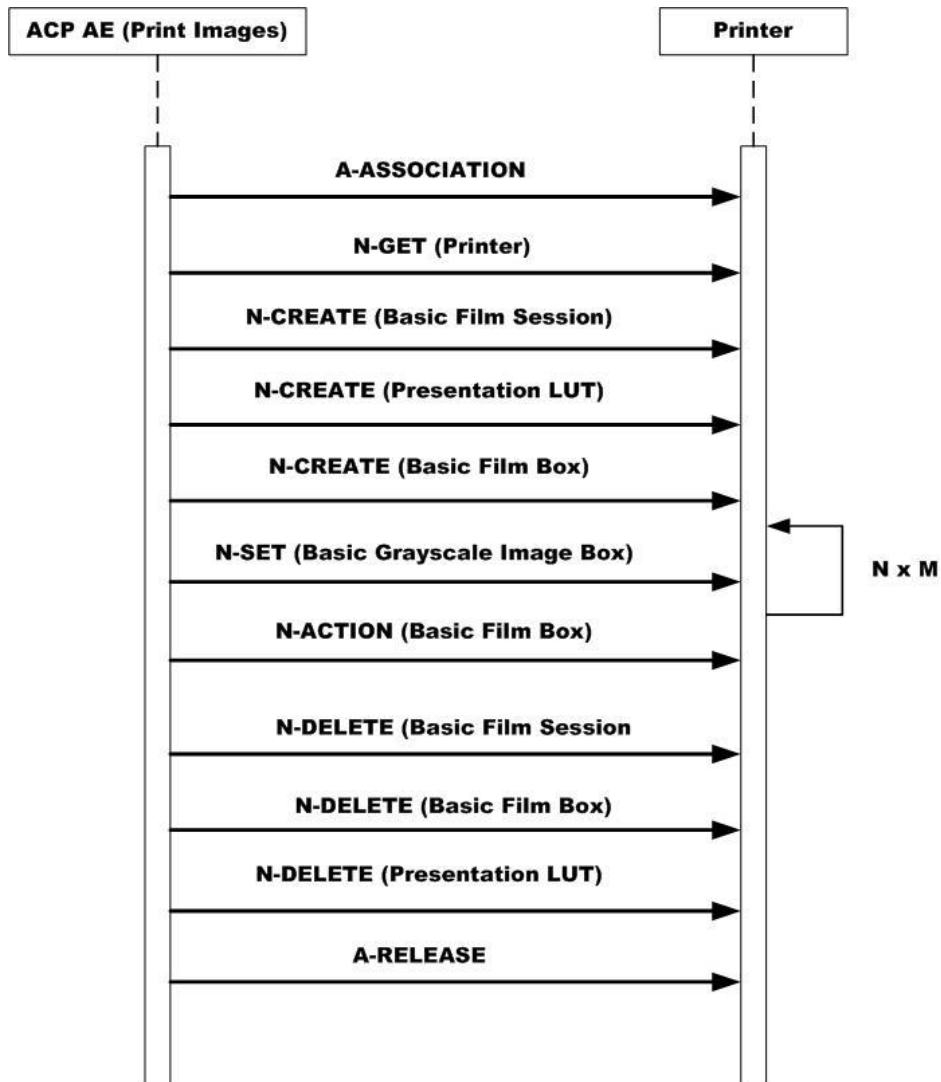 ACP AE (Print Images)
Printer
A-ASSOCIATION
N-GET (Printer)
N-CREATE (Basic Film Session)
N-CREATE (Presentation LUT)
N-CREATE (Basic Film Box)
N-SET (Basic Grayscale Image Box)
N x M
N-ACTION (Basic Film Box)
N-DELETE (Basic Film Session
N-DELETE (Basic Film Box)
N-DELETE (Presentation LUT)
A-RELEASE